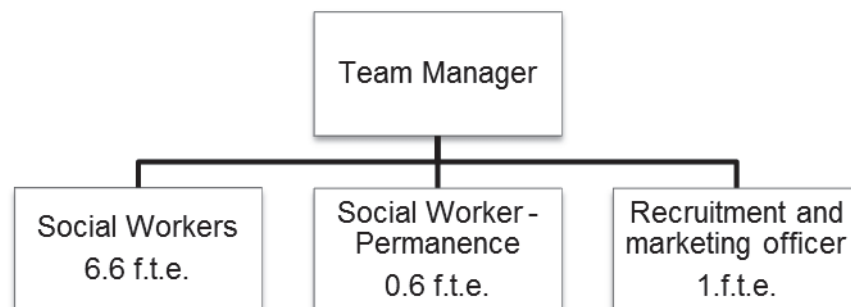 Team Manager
Social Workers
6.6 f.t.e.
Social Worker -
Permanence
0.6 f.t.e.
Recruitment and
marketing officer
1.f.t.e.